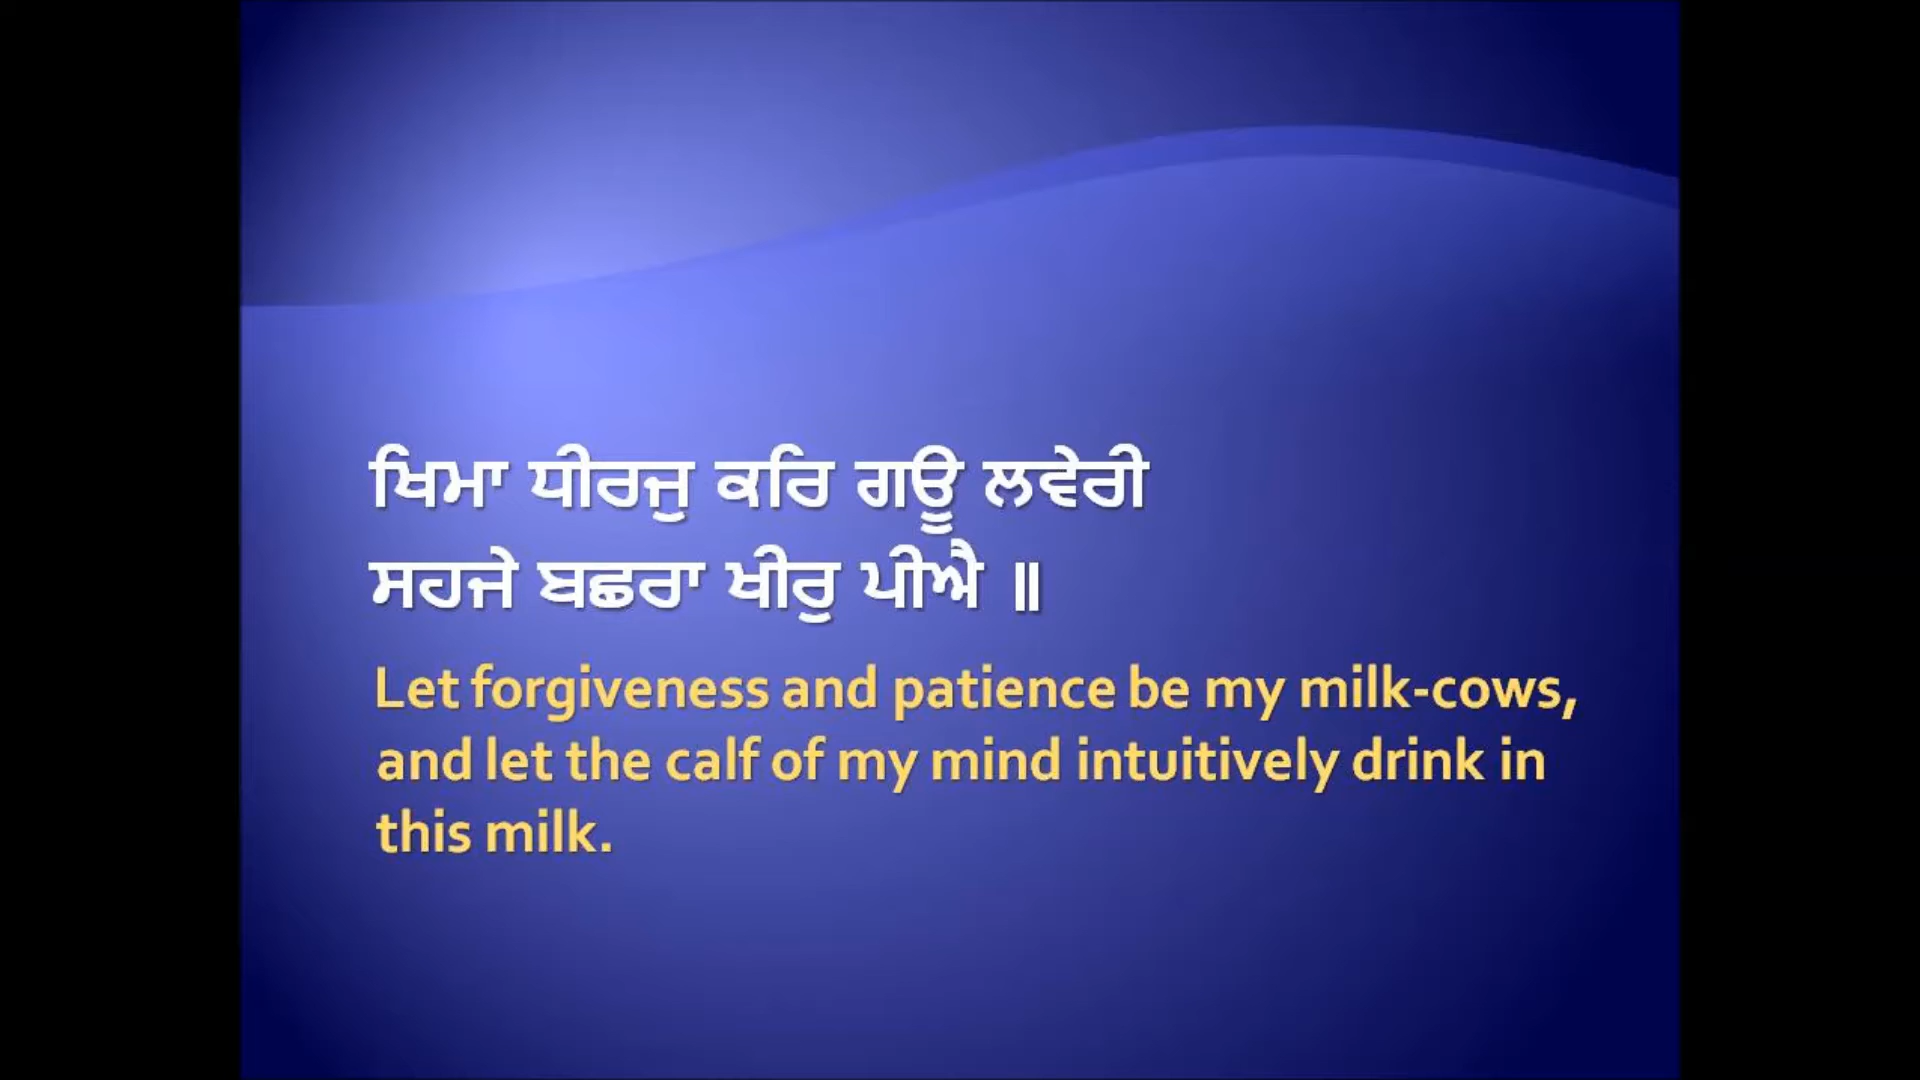 ਖਿਮਾ ਧੀਰਜੁ ਕਰਿ ਗਊ ਲਵੇਰੀ
ਸਹਜੇ ਬਛਰਾ ਖੀਰੁ ਪੀਐ ॥
Let forgiveness and patience be my milk-cows,
and let the calf of my mind intuitively drink in
this milk.